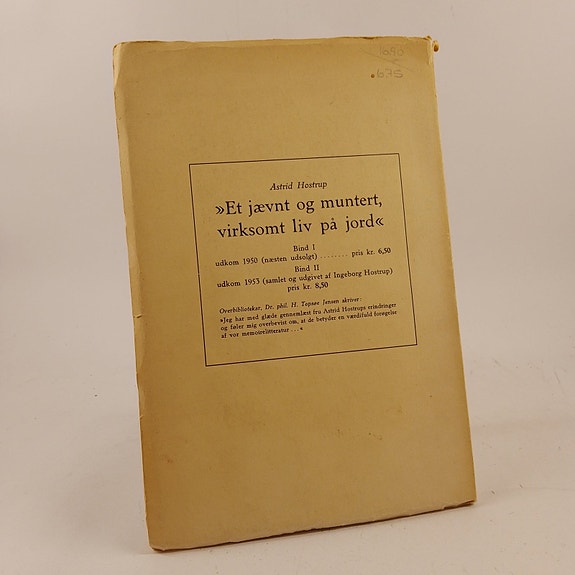 6.75
Astrid Hostrup
»Et jævnt og muntert,
virksomt liv på jord«
Bind I
udkom 1950 (næsten udsolgt) ........ pris kr. 6,50
Bind II
udkom 1953 (samlet og udgivet af Ingeborg Hostrup)
pris kr. 8,50
Overbibliotekar, Dr. phil. H. Topsøe Jensen skriver:
»Jeg har med glæde gennemlæst fru Astrid Hostrups erindringer
og føler mig overbevist om, at de betyder en værdifuld forøgelse
af vor memoirelitteratur ...«